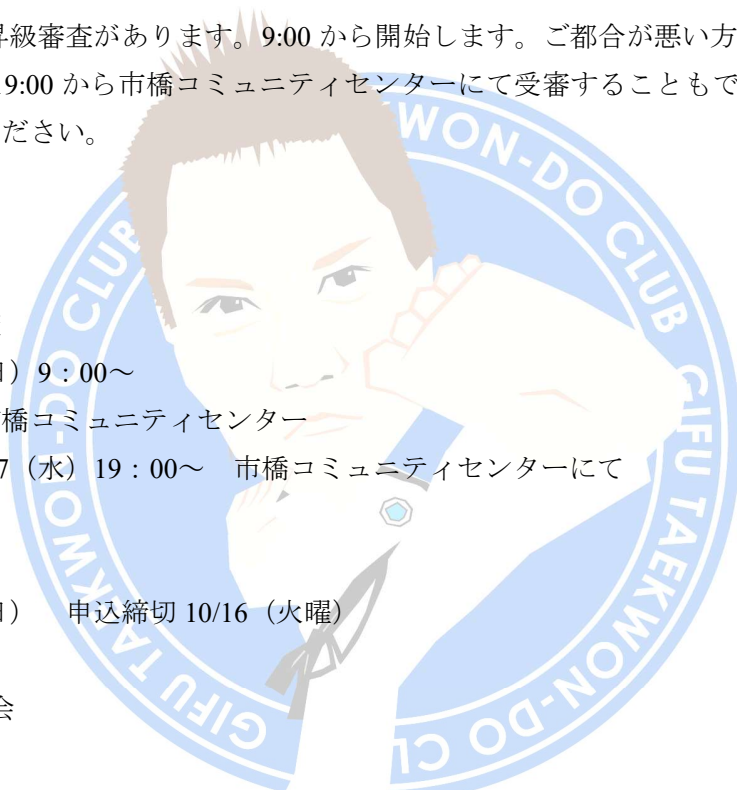 昇級審査があります。9:00 から開始します。ご都合が悪い方
19:00 から市橋コミュニティセンターにて受審することもで
ください。
日）9：00～
市橋コミュニティセンター
7（水）19：00～　市橋コミュニティセンターにて
日）　申込締切 10/16（火曜）
会
GIFU TAEKWON-DO CLUB GIFU TAEKWON-DO CLUB